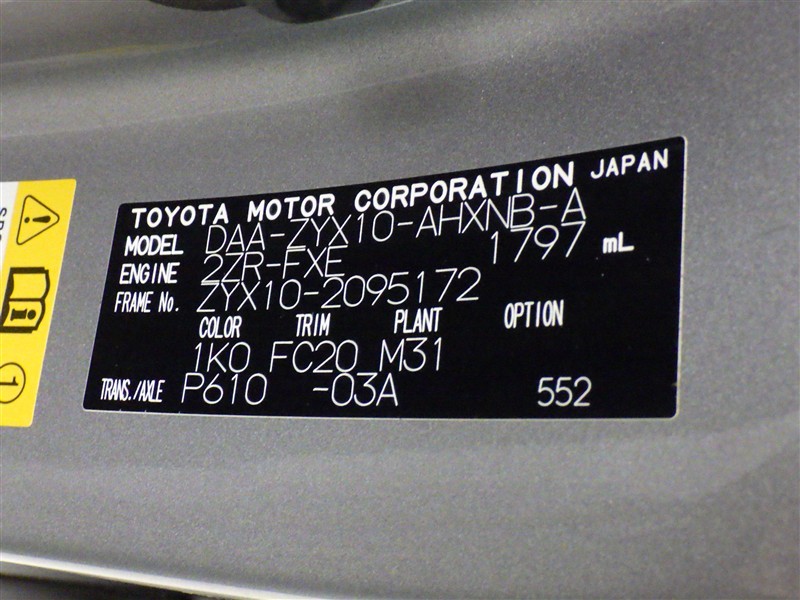 TOYOTA MOTOR CORPORATION JAPAN
MODEL DAA-ZYX10-AHXNB-A
ENGINE 2ZR-FXE 1797 mL
FRAME No. ZYX10-2095172
COLOR TRIM PLANT OPTION
1K0 FC20 M31
TRANS./AXLE P610 -03A 552